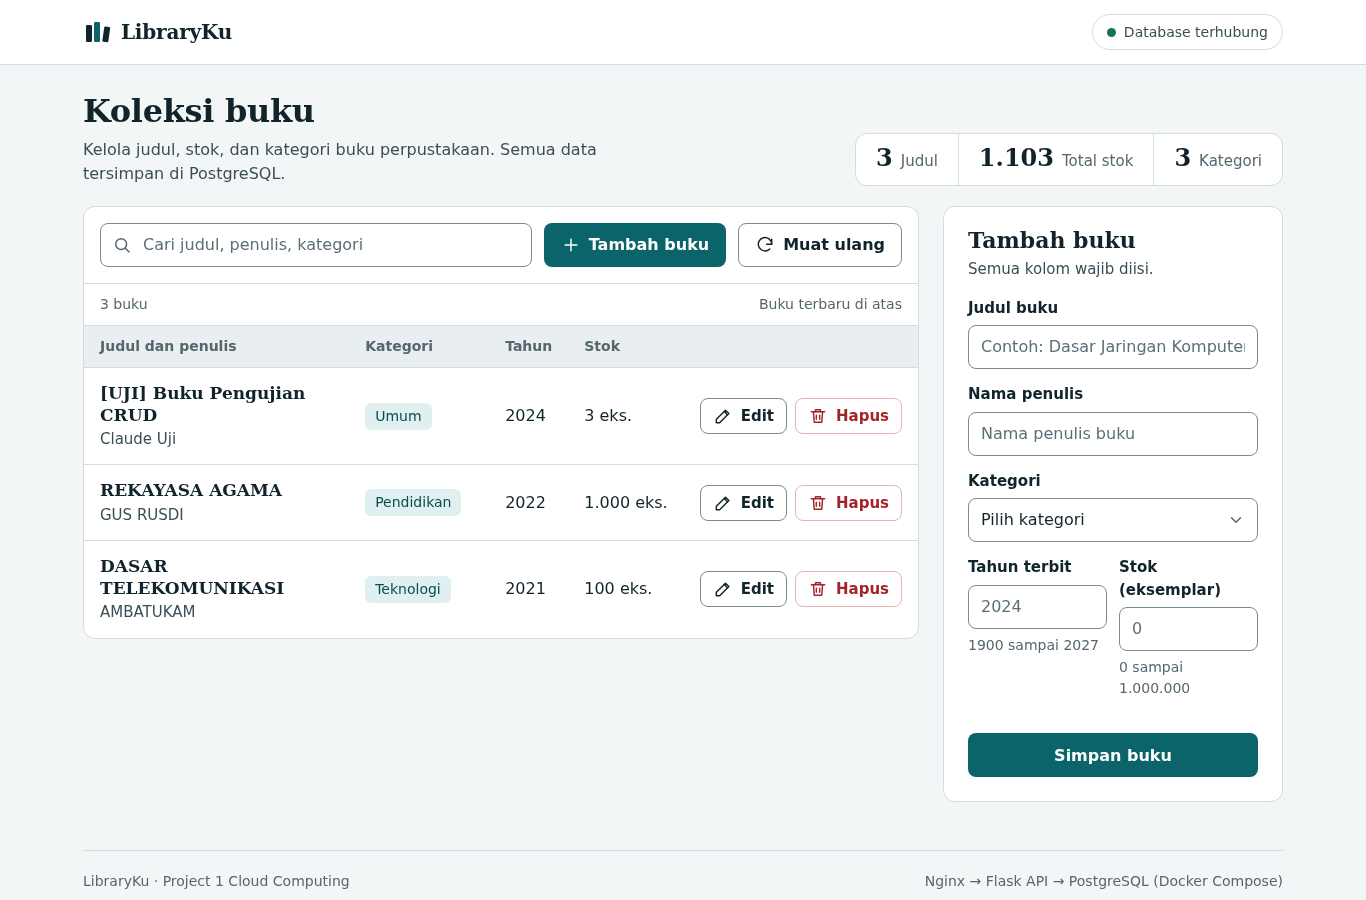 LibraryKu
Database terhubung
Koleksi buku
Kelola judul, stok, dan kategori buku perpustakaan. Semua data
tersimpan di PostgreSQL.
3 Judul
1.103 Total stok
3 Kategori
Cari judul, penulis, kategori
Tambah buku
Muat ulang
3 buku
Buku terbaru di atas
Judul dan penulis Kategori Tahun Stok
[UJI] Buku Pengujian
CRUD
Claude Uji
Umum
2024
3 eks.
Edit
Hapus
REKAYASA AGAMA
GUS RUSDI
Pendidikan
2022
1.000 eks.
Edit
Hapus
DASAR
TELEKOMUNIKASI
AMBATUKAM
Teknologi
2021
100 eks.
Edit
Hapus
Tambah buku
Semua kolom wajib diisi.
Judul buku
Contoh: Dasar Jaringan Komputer
Nama penulis
Nama penulis buku
Kategori
Pilih kategori
Tahun terbit
2024
1900 sampai 2027
Stok
(eksemplar)
0
0 sampai
1.000.000
Simpan buku
LibraryKu · Project 1 Cloud Computing
Nginx → Flask API → PostgreSQL (Docker Compose)